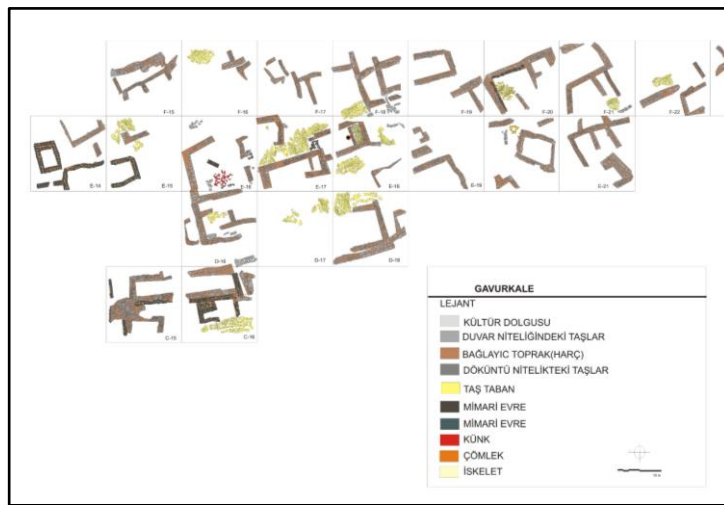 F-15
F-16
F-17
F-18
F-19
F-20
F-21
F-22
E-14
E-15
E-16
E-17
E-18
E-19
E-21
D-16
D-17
D-18
C-15
C-16
GAVURKALE
LEJANT
KÜLTÜR DOLGUSU
DUVAR NİTELİĞİNDEKİ TAŞLAR
BAĞLAYIC TOPRAK(HARÇ)
DÖKÜNTÜ NİTELİKTEKİ TAŞLAR
TAŞ TABAN
MİMARİ EVRE
MİMARİ EVRE
KÜNK
ÇÖMLEK
İSKELET